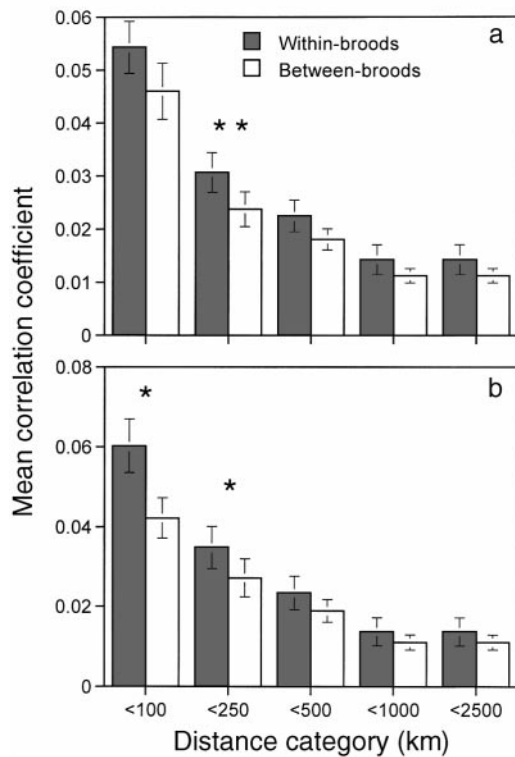 a
Within-broods
Between-broods
0.06
0.05
* *
0.04
0.03
0.02
0.01
0
Mean correlation coefficient
b
0.08
*
0.06
*
0.04
0.02
0
<100 <250 <500 <1000 <2500
Distance category (km)